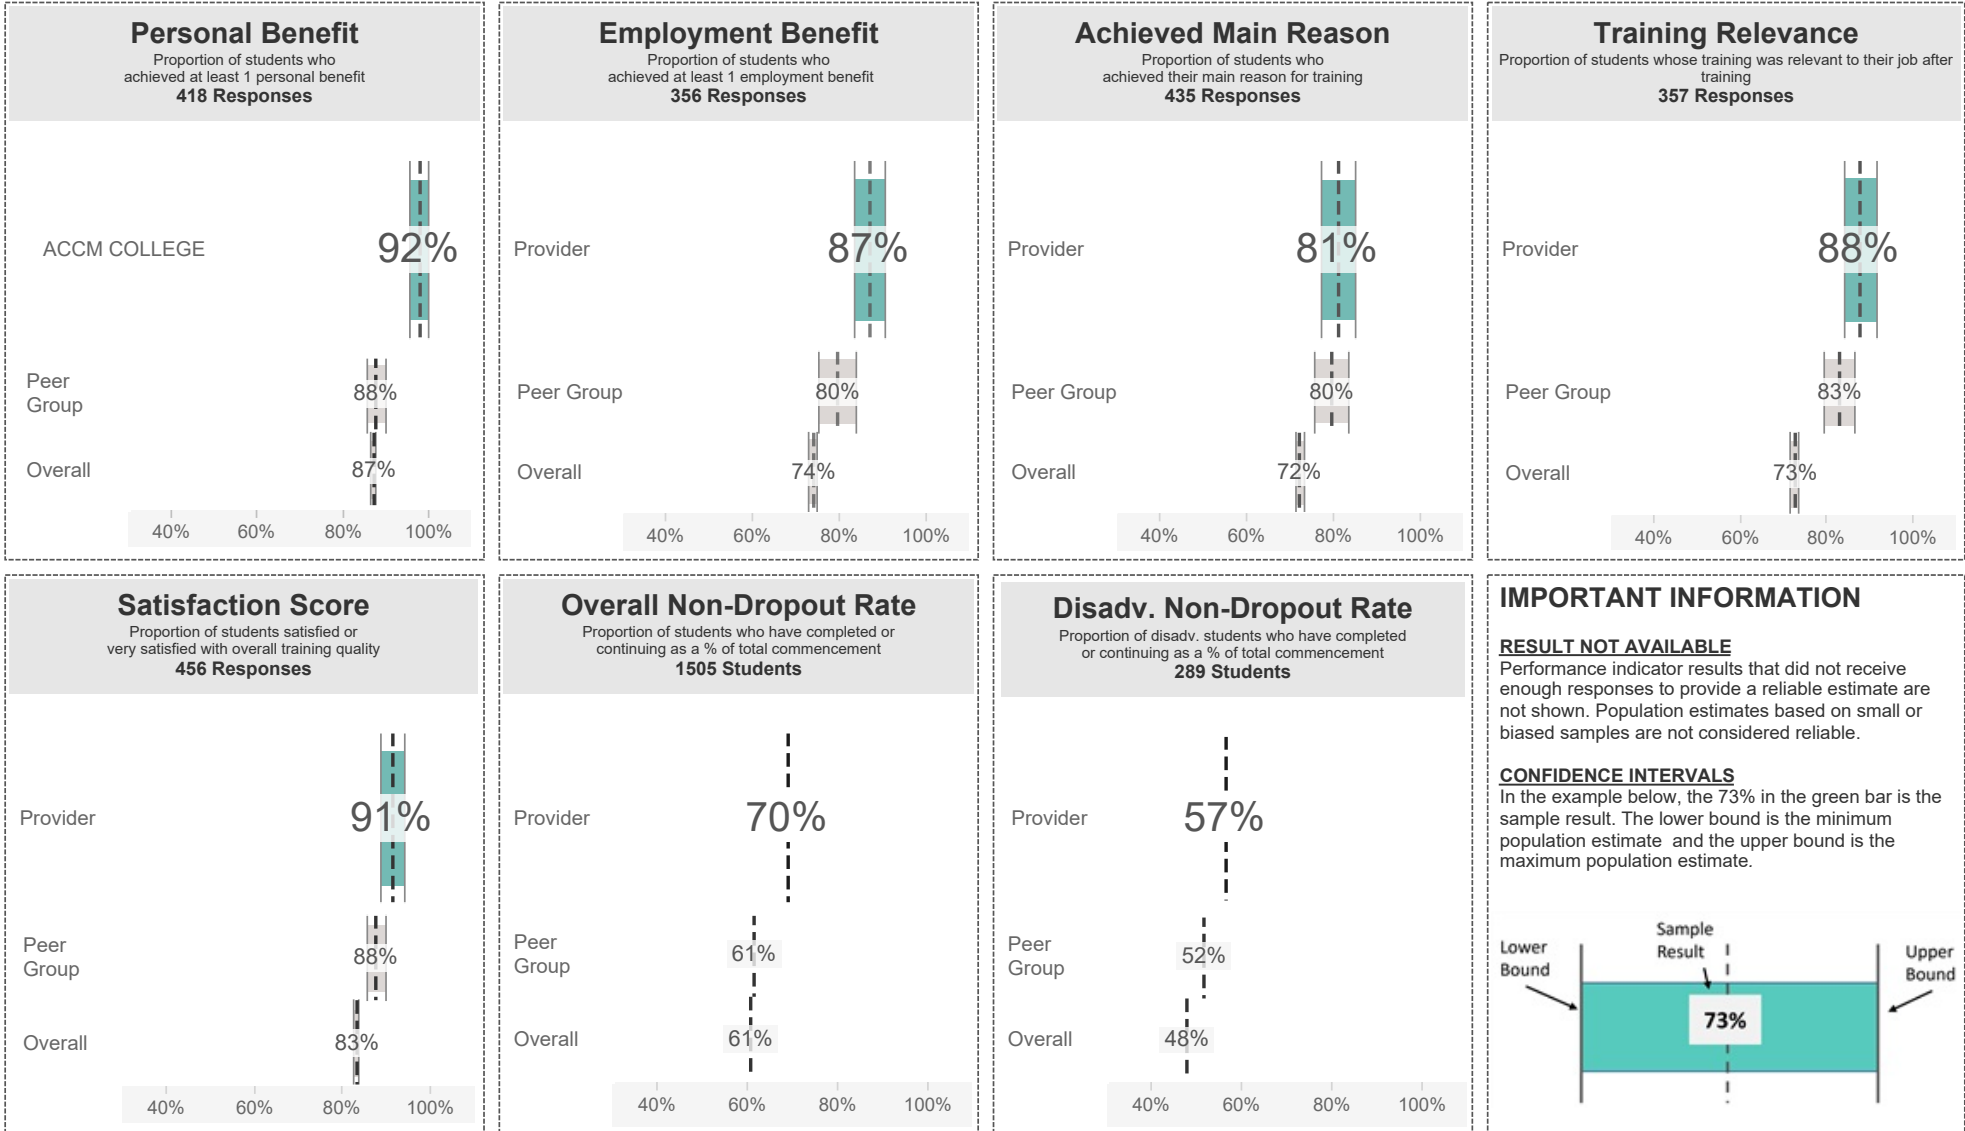 Personal Benefit
Proportion of students who
achieved at least 1 personal benefit
418 Responses
ACCM COLLEGE
92%
Peer
Group
88%
Overall
87%
40% 60% 80% 100%
Employment Benefit
Proportion of students who
achieved at least 1 employment benefit
356 Responses
Provider
87%
Peer Group
80%
Overall
74%
40% 60% 80% 100%
Achieved Main Reason
Proportion of students who
achieved their main reason for training
435 Responses
Provider
81%
Peer Group
80%
Overall
72%
40% 60% 80% 100%
Training Relevance
Proportion of students whose training was relevant to their job after
training
357 Responses
Provider
88%
Peer Group
83%
Overall
73%
40% 60% 80% 100%
Satisfaction Score
Proportion of students satisfied or
very satisfied with overall training quality
456 Responses
Provider
91%
Peer
Group
88%
Overall
83%
40% 60% 80% 100%
Overall Non-Dropout Rate
Proportion of students who have completed or
continuing as a % of total commencement
1505 Students
Provider
70%
Peer
Group
61%
Overall
61%
40% 60% 80% 100%
Disadv. Non-Dropout Rate
Proportion of disadv. students who have completed
or continuing as a % of total commencement
289 Students
Provider
57%
Peer
Group
52%
Overall
48%
40% 60% 80% 100%
IMPORTANT INFORMATION
RESULT NOT AVAILABLE
Performance indicator results that did not receive
enough responses to provide a reliable estimate are
not shown. Population estimates based on small or
biased samples are not considered reliable.
CONFIDENCE INTERVALS
In the example below, the 73% in the green bar is the
sample result. The lower bound is the minimum
population estimate and the upper bound is the
maximum population estimate.
Lower
Bound
Sample
Result
Upper
Bound
73%